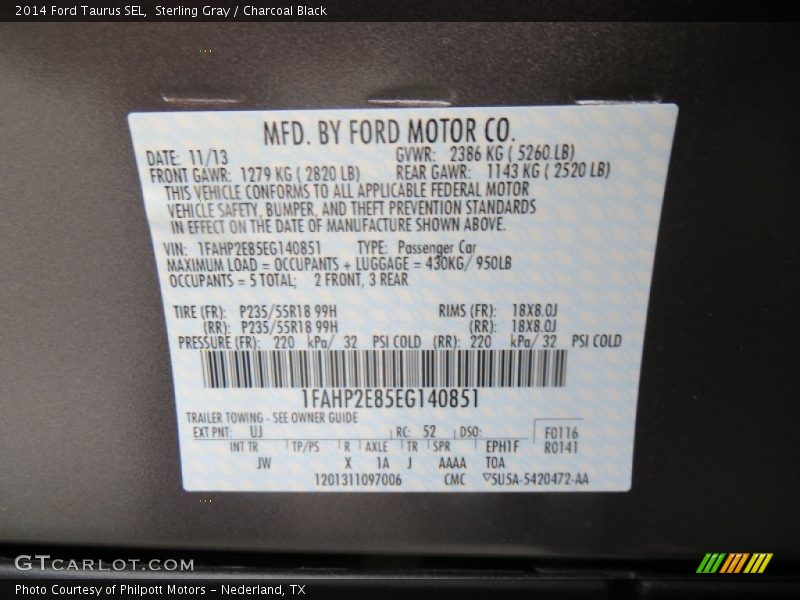 2014 Ford Taurus SEL,  Sterling Gray / Charcoal Black
MFD. BY FORD MOTOR CO.
DATE: 11/13 GVWR: 2386 KG ( 5260 LB)
FRONT GAWR: 1279 KG ( 2820 LB) REAR GAWR: 1143 KG ( 2520 LB)
THIS VEHICLE CONFORMS TO ALL APPLICABLE FEDERAL MOTOR
VEHICLE SAFETY, BUMPER, AND THEFT PREVENTION STANDARDS
IN EFFECT ON THE DATE OF MANUFACTURE SHOWN ABOVE.
VIN: 1FAHP2E85EG140851 TYPE: Passenger Car
MAXIMUM LOAD = OCCUPANTS + LUGGAGE = 430KG/ 950LB
OCCUPANTS = 5 TOTAL; 2 FRONT, 3 REAR
TIRE (FR): P235/55R18 99H RIMS (FR): 18X8.0J
(RR): P235/55R18 99H (RR): 18X8.0J
PRESSURE (FR): 220 kPa/ 32 PSI COLD (RR): 220 kPa/ 32 PSI COLD
1FAHP2E85EG140851
TRAILER TOWING - SEE OWNER GUIDE
EXT PNT: UJ RC: 52 DSO: F0116
INT TR TP/PS R AXLE TR SPR EPH1F R0141
JW X 1A J AAAA TOA
1201311097006 CMC ▽5U5A-5420472-AA
GTCARLOT.COM
Photo Courtesy of Philpott Motors - Nederland, TX